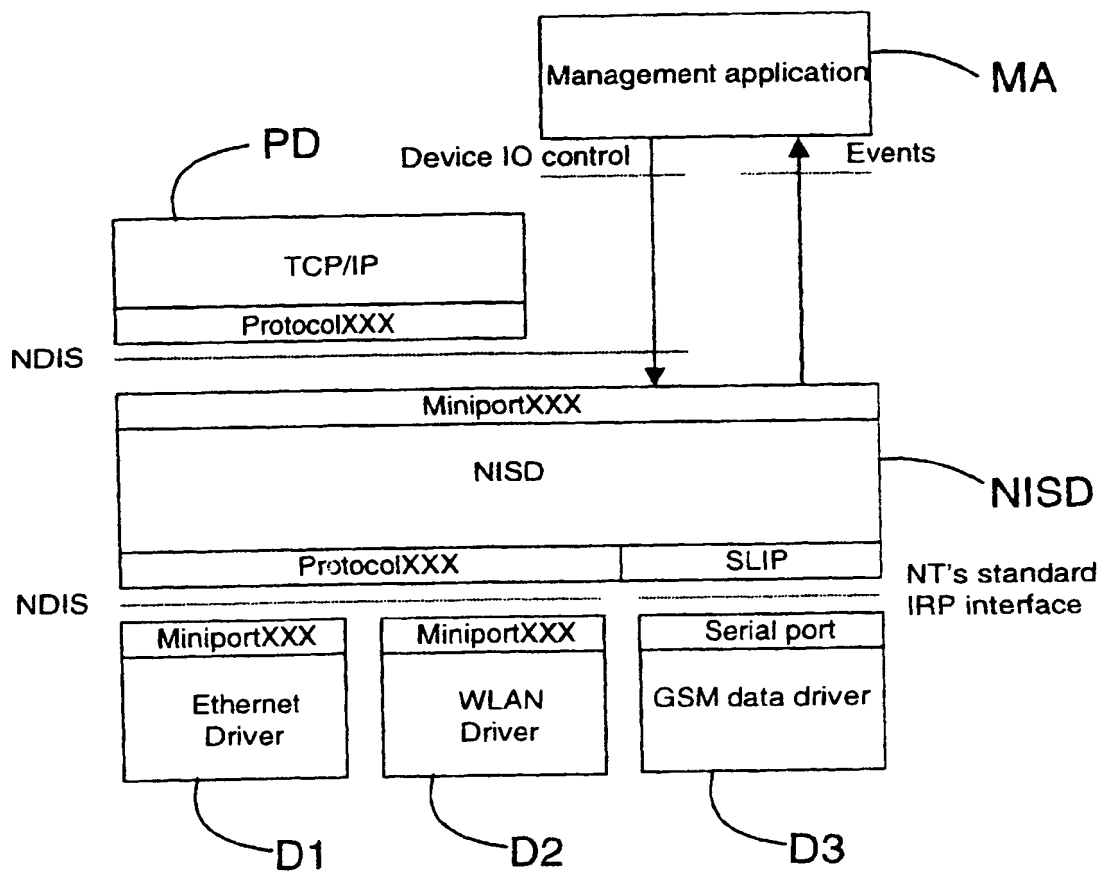 Management application
MA
PD
Device IO control
Events
TCP/IP
ProtocolXXX
NDIS
MiniportXXX
NISD
NISD
ProtocolXXX
SLIP
NDIS
NT's standard
IRP interface
MiniportXXX
MiniportXXX
Serial port
Ethernet
Driver
WLAN
Driver
GSM data driver
D1
D2
D3